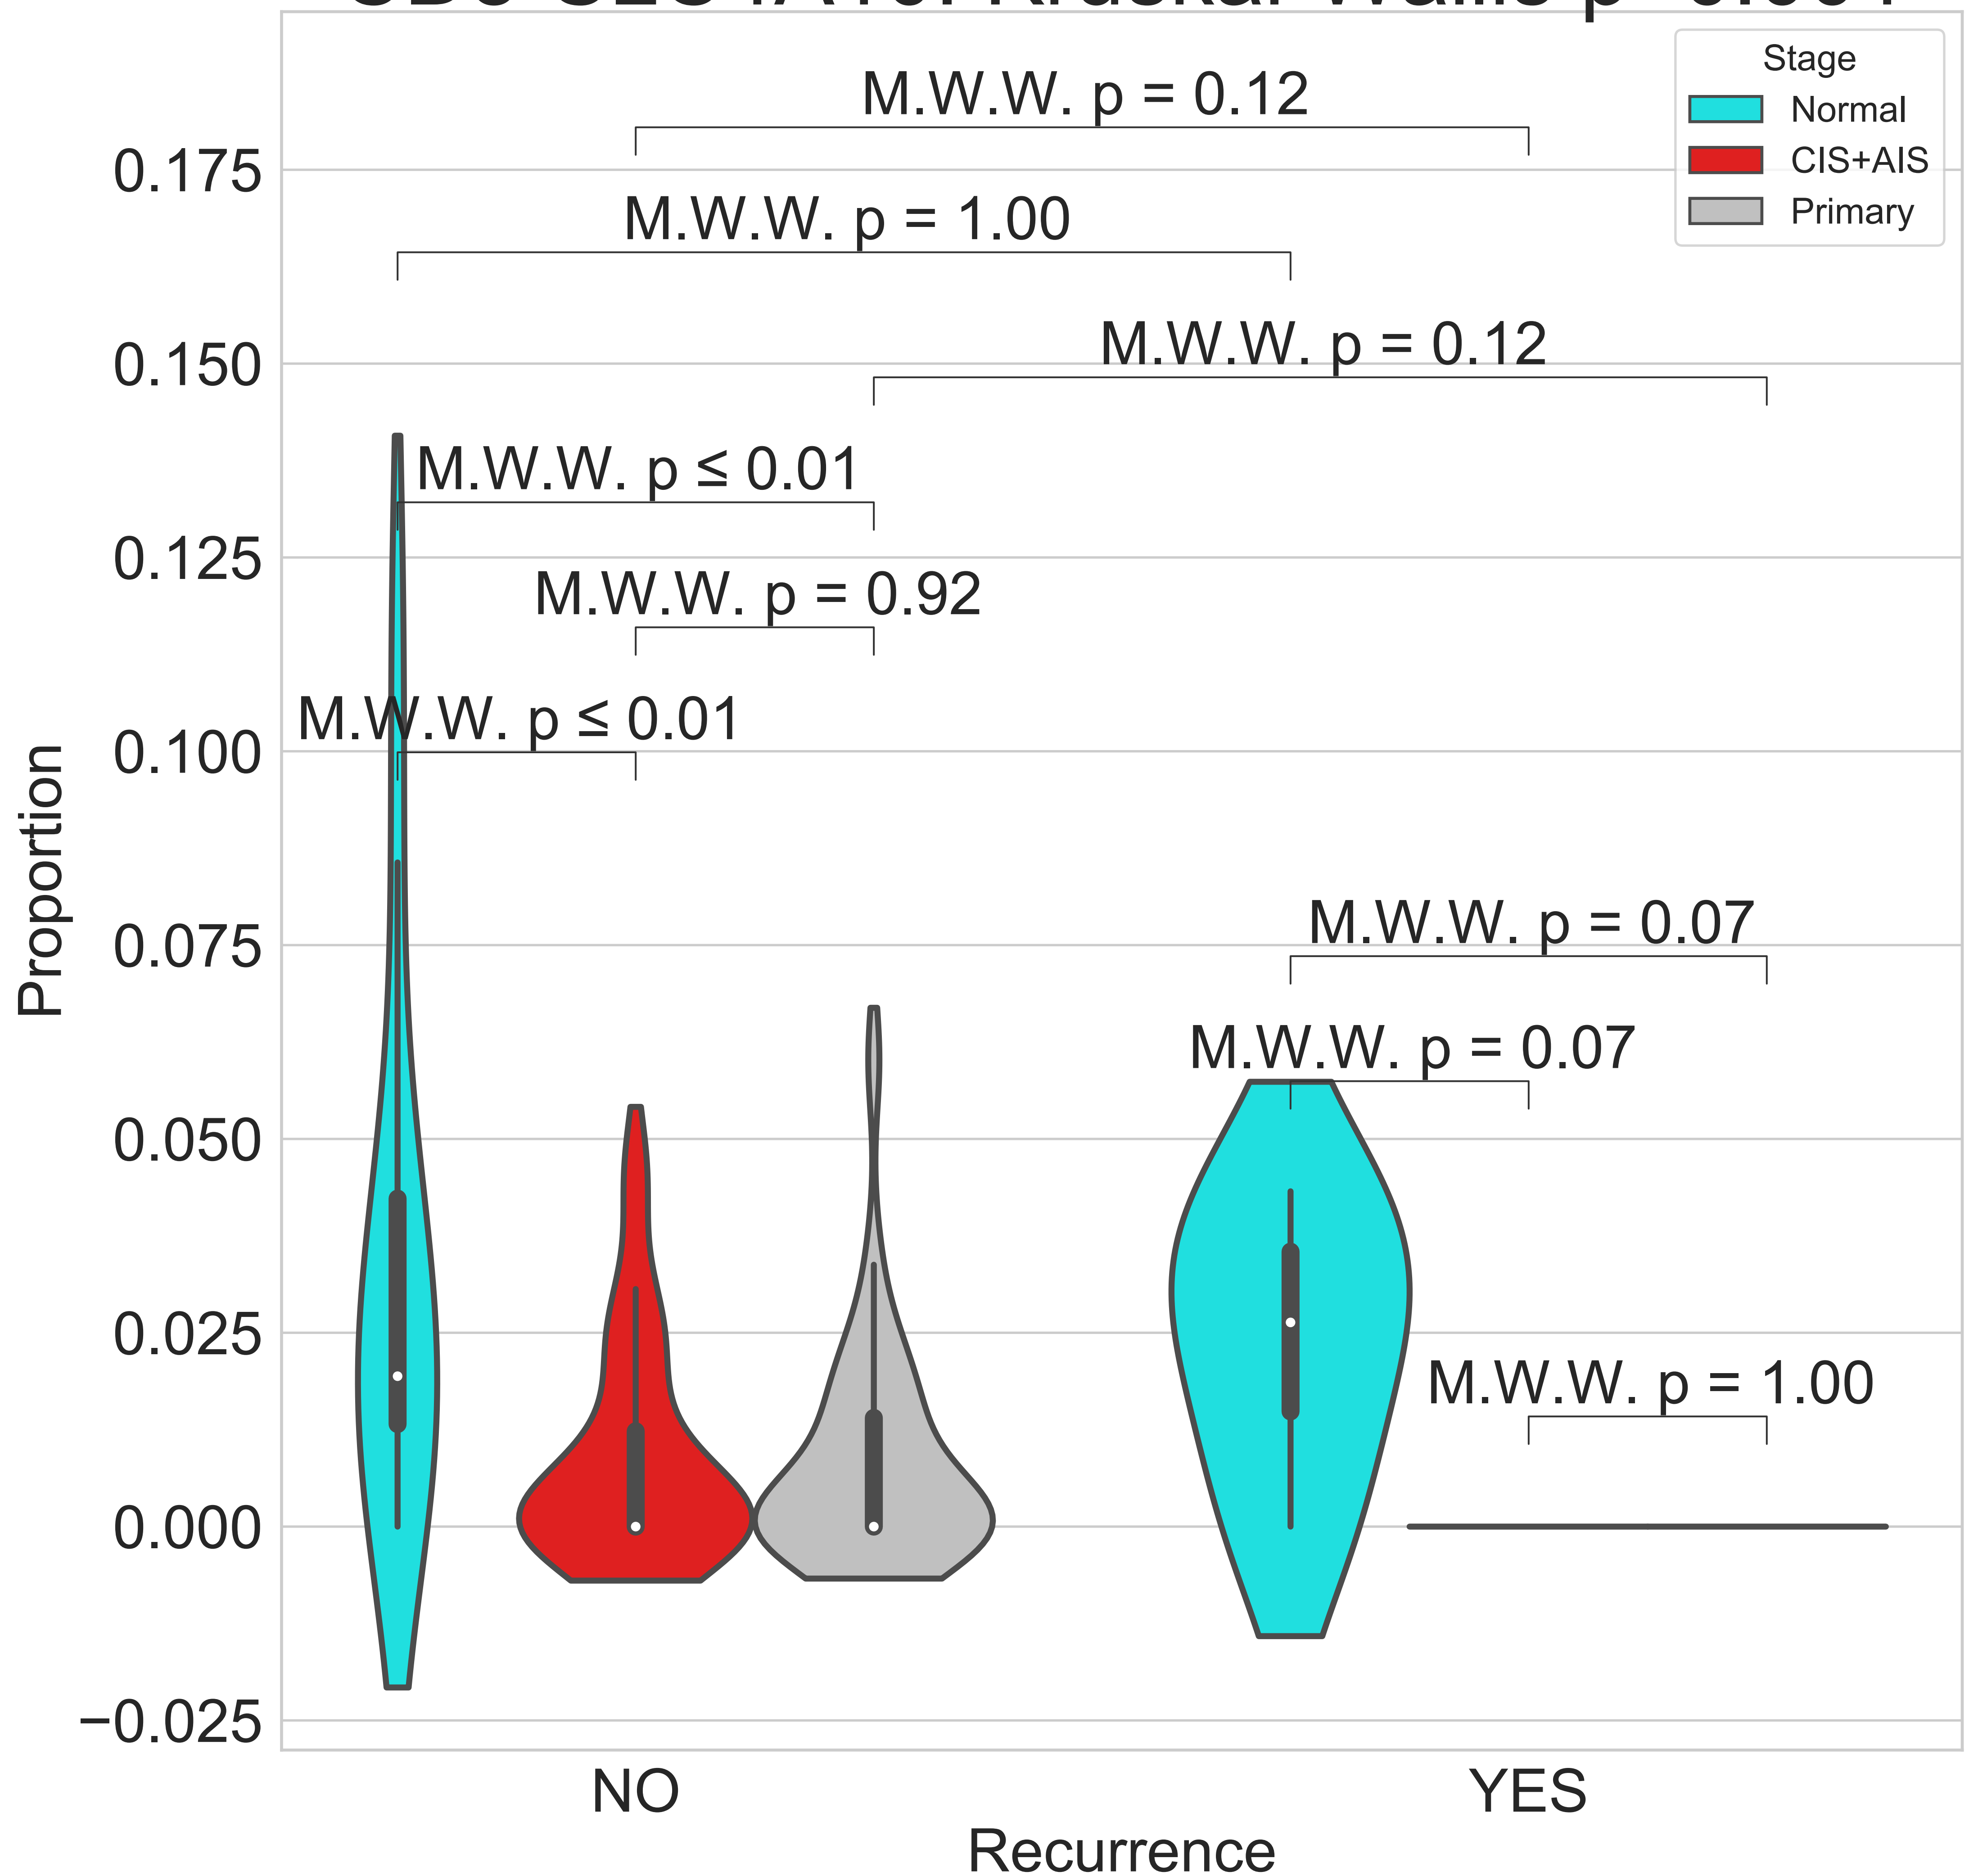 Stage
Normal
CIS+AIS
Primary
M.W.W. p = 0.12
M.W.W. p = 1.00
M.W.W. p = 0.12
M.W.W. p ≤ 0.01
M.W.W. p = 0.92
M.W.W. p ≤ 0.01
M.W.W. p = 0.07
M.W.W. p = 0.07
M.W.W. p = 1.00
0.175
0.150
0.125
0.100
0.075
0.050
0.025
0.000
−0.025
Proportion
NO
YES
Recurrence